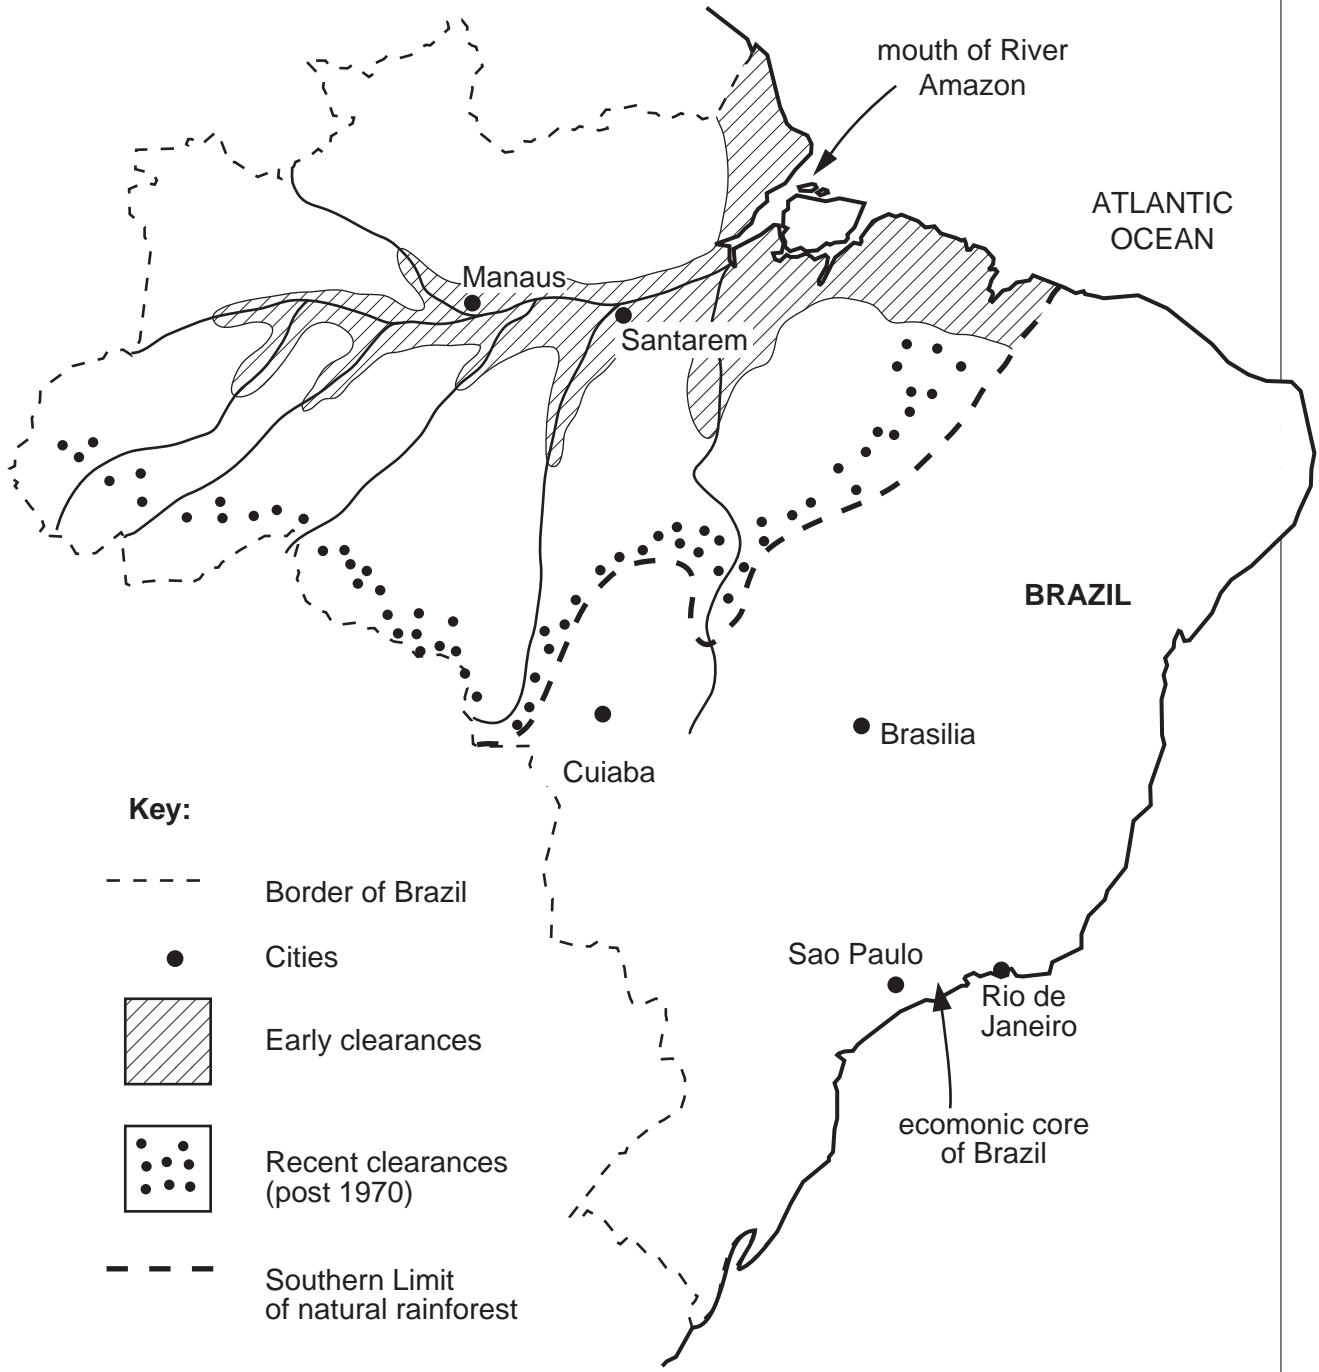 mouth of River
Amazon
ATLANTIC
OCEAN
Manaus
Santarem
BRAZIL
Brasilia
Cuiaba
Key:
Border of Brazil
Cities
Early clearances
Recent clearances
(post 1970)
Southern Limit
of natural rainforest
Sao Paulo
Rio de
Janeiro
ecomonic core
of Brazil